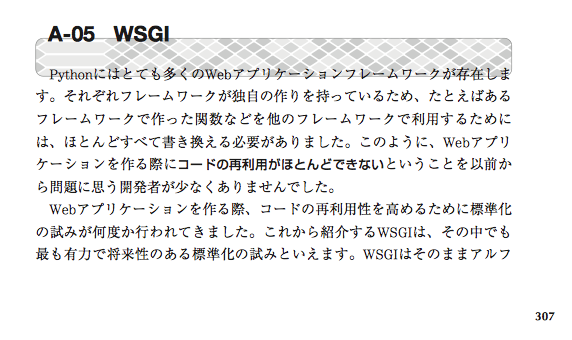 A-05 WSGI
Pythonにはとても多くのWebアプリケーションフレームワークが存在しま
す。それぞれフレームワークが独自の作りを持っているため、たとえばある
フレームワークで作った関数などを他のフレームワークで利用するために
は、ほとんどすべて書き換える必要がありました。このように、Webアプリ
ケーションを作る際にコードの再利用がほとんどできないということを以前か
ら問題に思う開発者が少なくありませんでした。
Webアプリケーションを作る際、コードの再利用性を高めるために標準化
の試みが何度か行われてきました。これから紹介するWSGIは、その中でも
最も有力で将来性のある標準化の試みといえます。WSGIはそのままアルフ
307